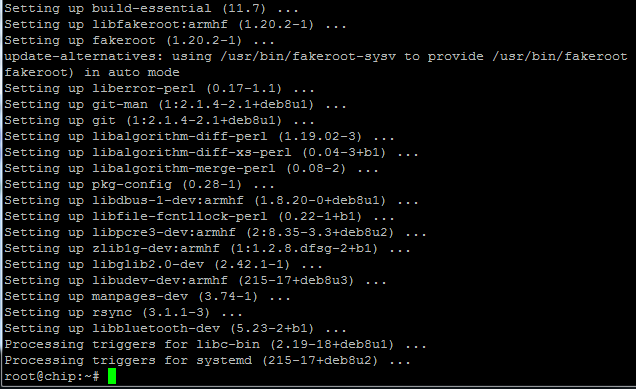 Setting up build-essential (11.7) ...
Setting up libfakeroot:armhf (1.20.2-1) ...
Setting up fakeroot (1.20.2-1) ...
update-alternatives: using /usr/bin/fakeroot-sysv to provide /usr/bin/fakeroot
fakeroot) in auto mode
Setting up liberror-perl (0.17-1.1) ...
Setting up git-man (1:2.1.4-2.1+deb8u1) ...
Setting up git (1:2.1.4-2.1+deb8u1) ...
Setting up libalgorithm-diff-perl (1.19.02-3) ...
Setting up libalgorithm-diff-xs-perl (0.04-3+b1) ...
Setting up libalgorithm-merge-perl (0.08-2) ...
Setting up pkg-config (0.28-1) ...
Setting up libdbus-1-dev:armhf (1.8.20-0+deb8u1) ...
Setting up libfile-fcntllock-perl (0.22-1+b1) ...
Setting up libpcre3-dev:armhf (2:8.35-3.3+deb8u2) ...
Setting up zlib1g-dev:armhf (1:1.2.8.dfsg-2+b1) ...
Setting up libglib2.0-dev (2.42.1-1) ...
Setting up libudev-dev:armhf (215-17+deb8u3) ...
Setting up manpages-dev (3.74-1) ...
Setting up rsync (3.1.1-3) ...
Setting up libbluetooth-dev (5.23-2+b1) ...
Processing triggers for libc-bin (2.19-18+deb8u1) ...
Processing triggers for systemd (215-17+deb8u2) ...
root@chip:~#